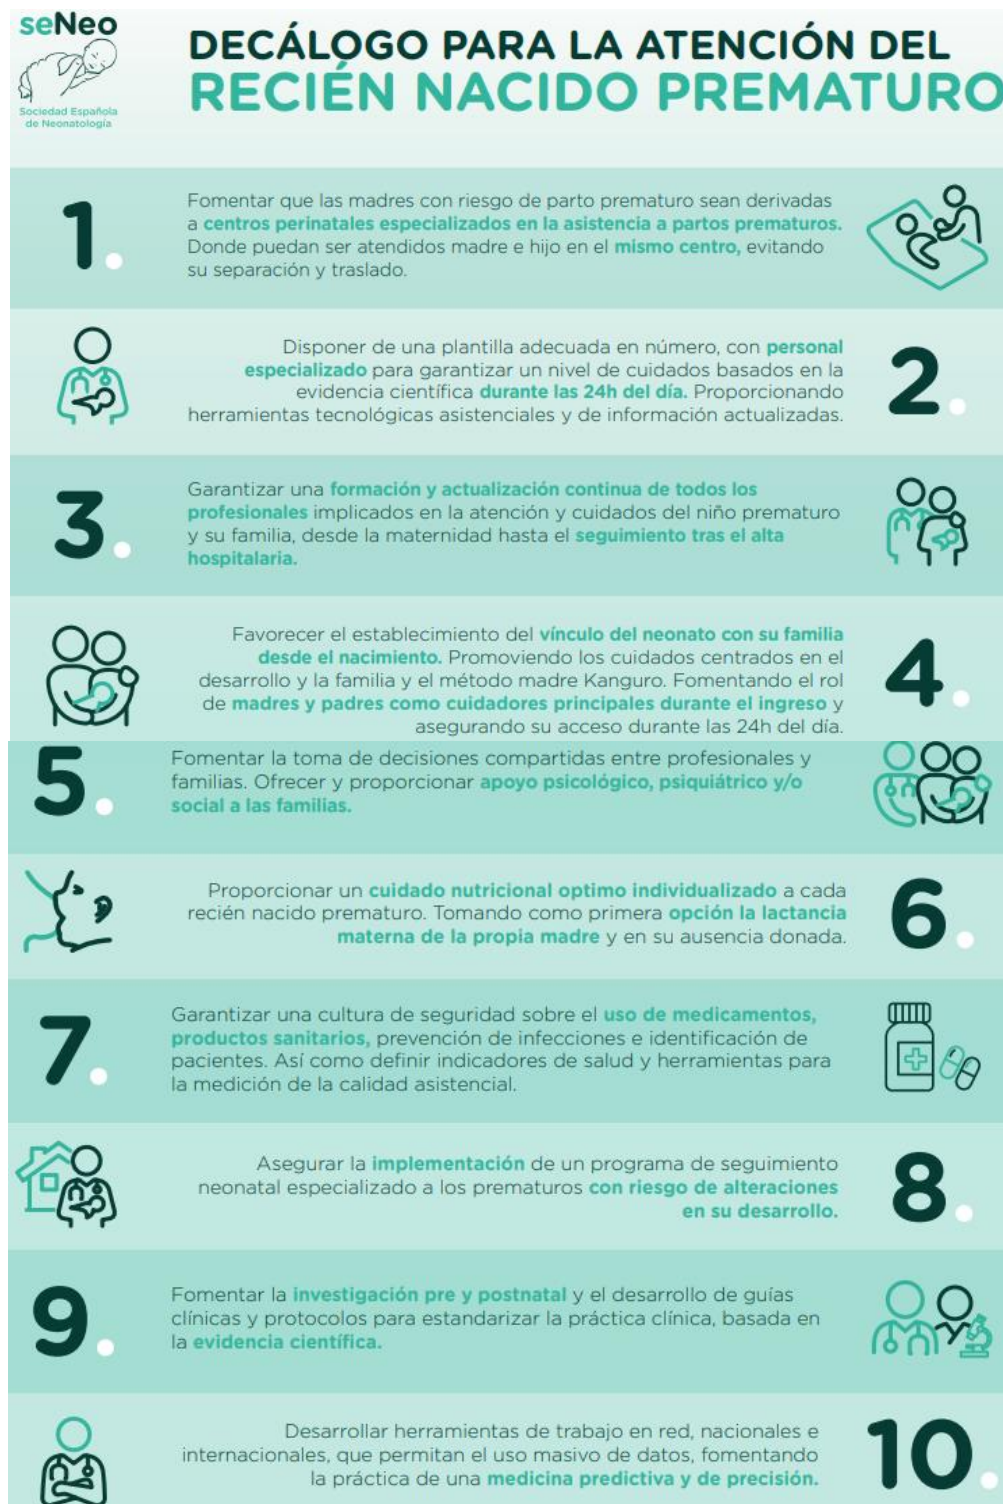 seNeo
Sociedad Española
de Neonatología
DECÁLOGO PARA LA ATENCIÓN DEL
RECIÉN NACIDO PREMATURO
1.
Fomentar que las madres con riesgo de parto prematuro sean derivadas
a centros perinatales especializados en la asistencia a partos prematuros.
Donde puedan ser atendidos madre e hijo en el mismo centro, evitando
su separación y traslado.
2.
Disponer de una plantilla adecuada en número, con personal
especializado para garantizar un nivel de cuidados basados en la
evidencia científica durante las 24h del día. Proporcionando
herramientas tecnológicas asistenciales y de información actualizadas.
3.
Garantizar una formación y actualización continua de todos los
profesionales implicados en la atención y cuidados del niño prematuro
y su familia, desde la maternidad hasta el seguimiento tras el alta
hospitalaria.
4.
Favorecer el establecimiento del vínculo del neonato con su familia
desde el nacimiento. Promoviendo los cuidados centrados en el
desarrollo y la familia y el método madre Kanguro. Fomentando el rol
de madres y padres como cuidadores principales durante el ingreso y
asegurando su acceso durante las 24h del día.
5.
Fomentar la toma de decisiones compartidas entre profesionales y
familias. Ofrecer y proporcionar apoyo psicológico, psiquiátrico y/o
social a las familias.
6.
Proporcionar un cuidado nutricional optimo individualizado a cada
recién nacido prematuro. Tomando como primera opción la lactancia
materna de la propia madre y en su ausencia donada.
7.
Garantizar una cultura de seguridad sobre el uso de medicamentos,
productos sanitarios, prevención de infecciones e identificación de
pacientes. Así como definir indicadores de salud y herramientas para
la medición de la calidad asistencial.
8.
Asegurar la implementación de un programa de seguimiento
neonatal especializado a los prematuros con riesgo de alteraciones
en su desarrollo.
9.
Fomentar la investigación pre y postnatal y el desarrollo de guías
clínicas y protocolos para estandarizar la práctica clínica, basada en
la evidencia científica.
10.
Desarrollar herramientas de trabajo en red, nacionales e
internacionales, que permitan el uso masivo de datos, fomentando
la práctica de una medicina predictiva y de precisión.